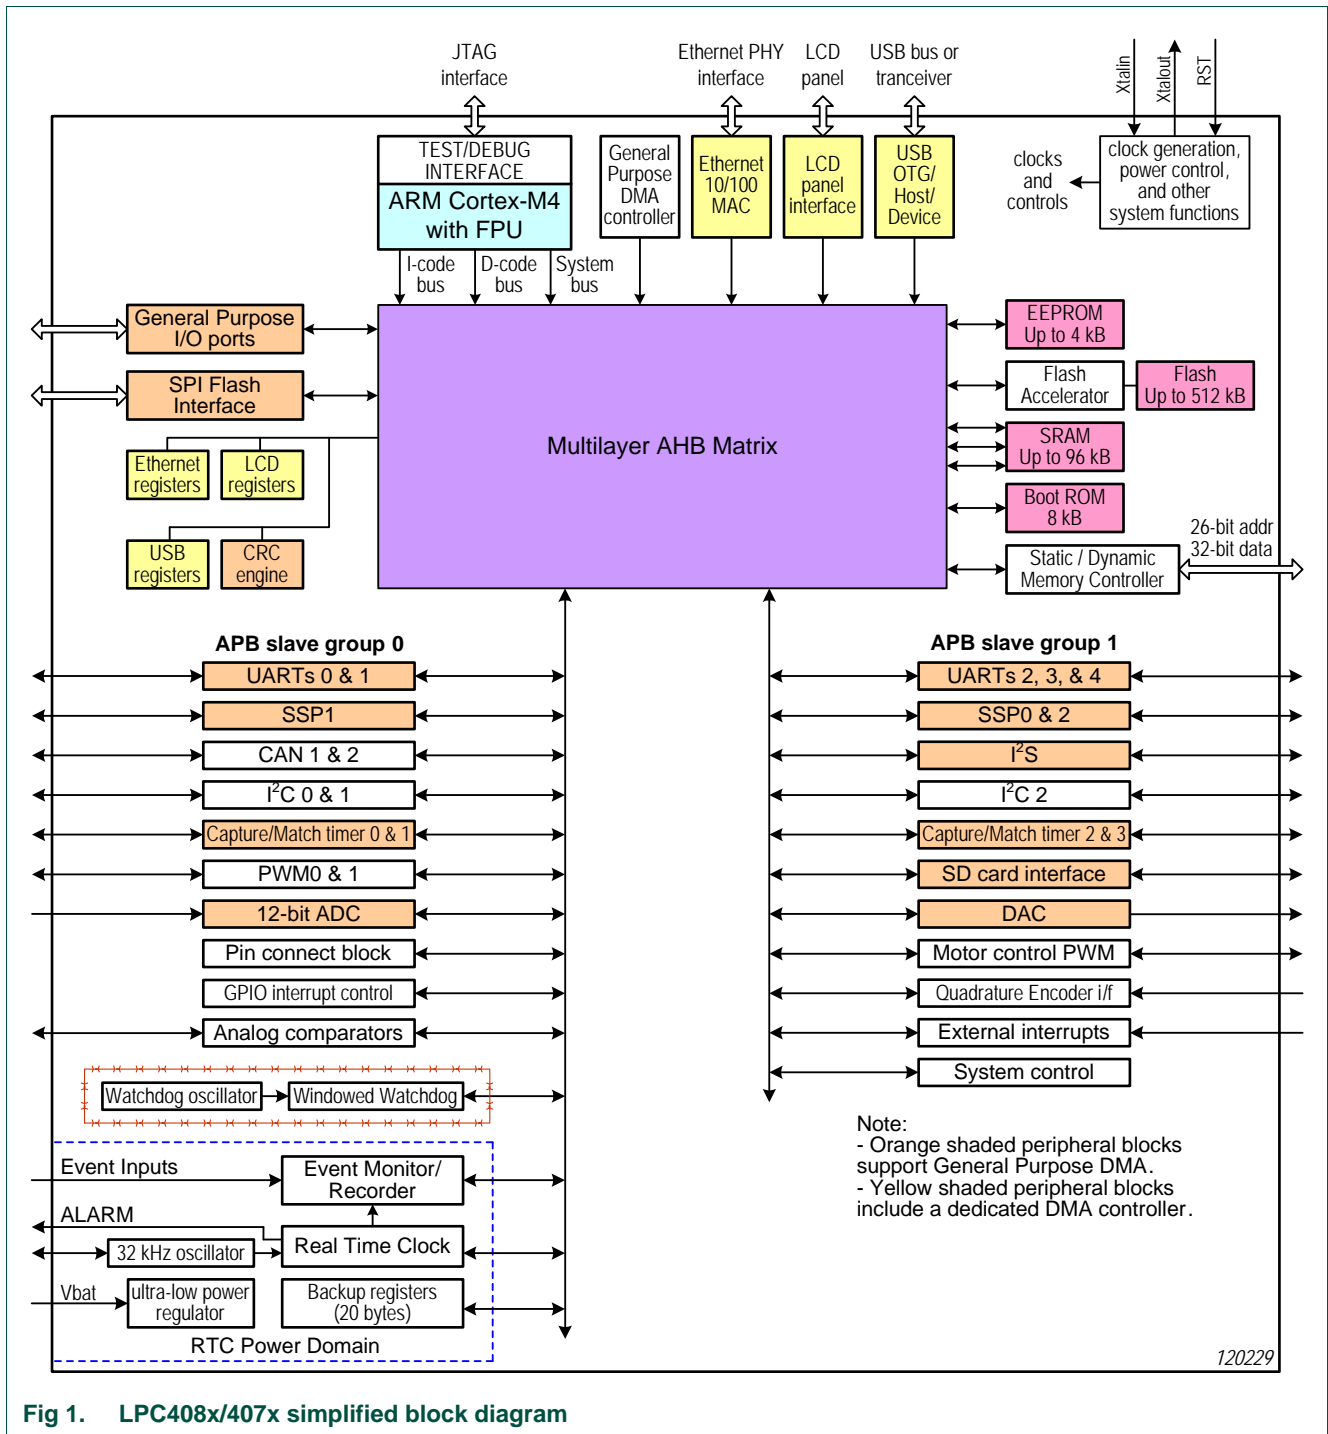 JTAG
interface
Ethernet PHY
interface
LCD
panel
USB bus or
tranceiver
Xtalin
Xtalout
RST
TEST/DEBUG
INTERFACE
ARM Cortex-M4
with FPU
General
Purpose
DMA
controller
Ethernet
10/100
MAC
LCD
panel
interface
USB
OTG/
Host/
Device
clocks
and
controls
clock generation,
power control,
and other
system functions
I-code
bus
D-code
bus
System
bus
General Purpose
I/O ports
SPI Flash
Interface
Ethernet
registers
LCD
registers
USB
registers
CRC
engine
Multilayer AHB Matrix
EEPROM
Up to 4 kB
Flash
Accelerator
Flash
Up to 512 kB
SRAM
Up to 96 kB
Boot ROM
8 kB
Static / Dynamic
Memory Controller
26-bit addr
32-bit data
APB slave group 0
UARTs 0 & 1
SSP1
CAN 1 & 2
I²C 0 & 1
Capture/Match timer 0 & 1
PWM0 & 1
12-bit ADC
Pin connect block
GPIO interrupt control
Analog comparators
Watchdog oscillator
Windowed Watchdog
APB slave group 1
UARTs 2, 3, & 4
SSP0 & 2
I²S
I²C 2
Capture/Match timer 2 & 3
SD card interface
DAC
Motor control PWM
Quadrature Encoder i/f
External interrupts
System control
Event Inputs
Event Monitor/
Recorder
ALARM
32 kHz oscillator
Real Time Clock
Vbat
ultra-low power
regulator
Backup registers
(20 bytes)
RTC Power Domain
Note:
- Orange shaded peripheral blocks
support General Purpose DMA.
- Yellow shaded peripheral blocks
include a dedicated DMA controller.
120229
Fig 1. LPC408x/407x simplified block diagram